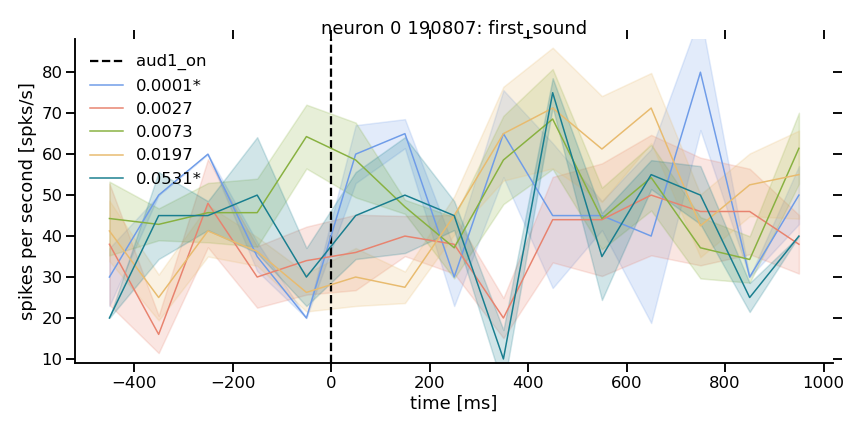 neuron 0 190807: first_sound
aud1_on
0.0001*
0.0027
0.0073
0.0197
0.0531*
spikes per second [spks/s]
80
70
60
50
40
30
20
10
−400 −200 0 200 400 600 800 1000
time [ms]